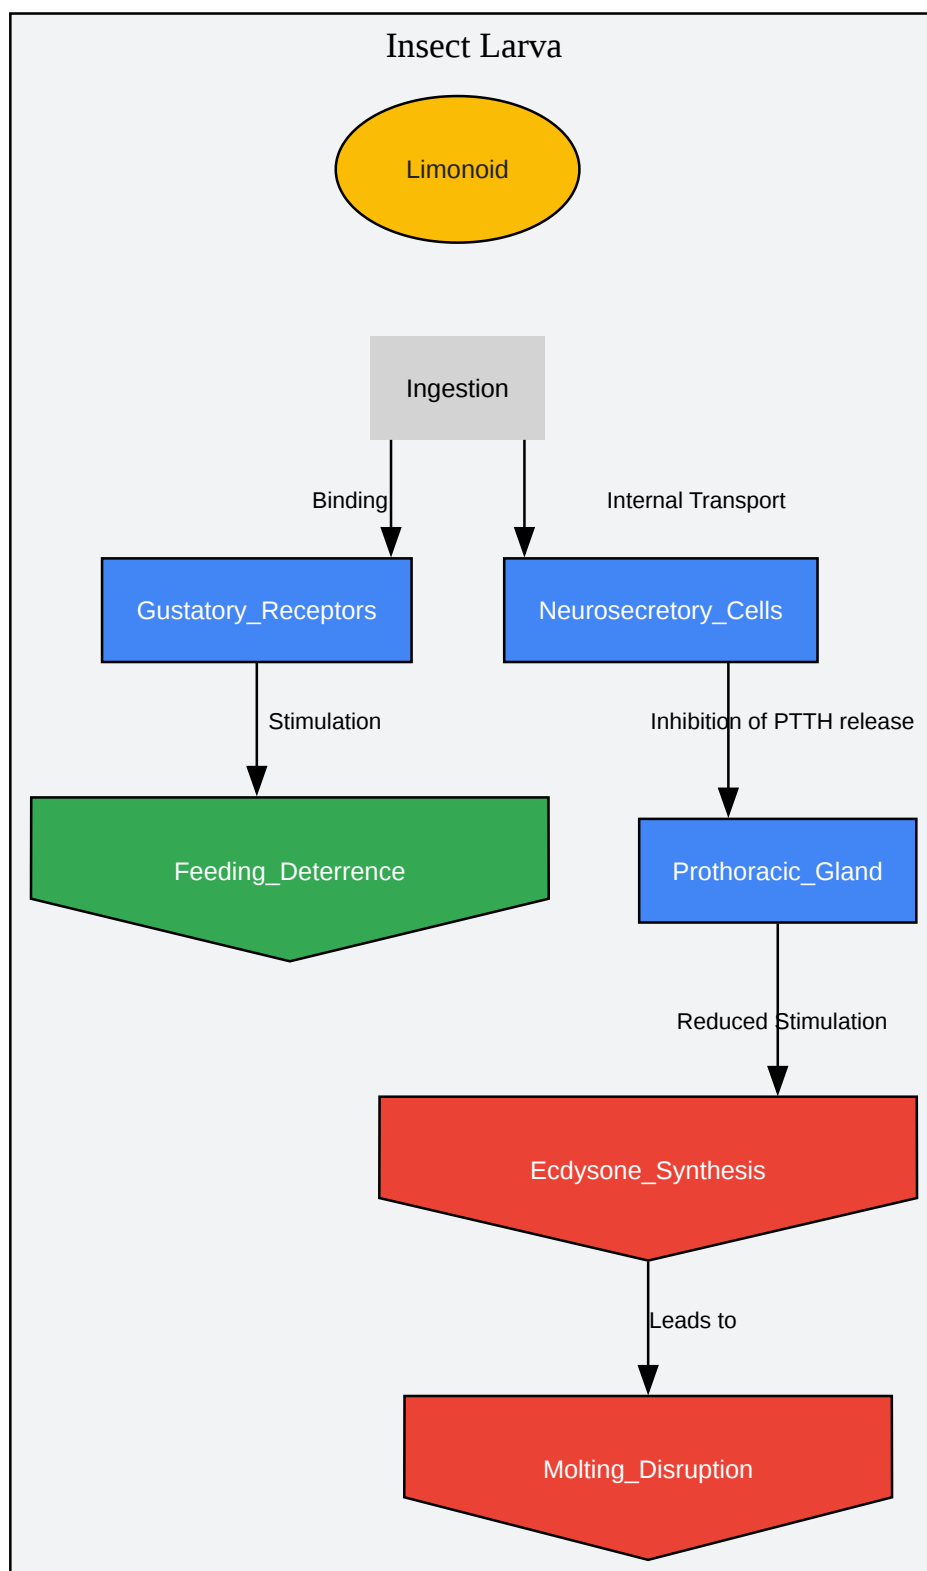 Insect Larva
Limonoid
Ingestion
Binding
Internal Transport
Gustatory_Receptors
Neurosecretory_Cells
Stimulation
Inhibition of PTTH release
Feeding_Deterrence
Prothoracic_Gland
Reduced Stimulation
Ecdysone_Synthesis
Leads to
Molting_Disruption